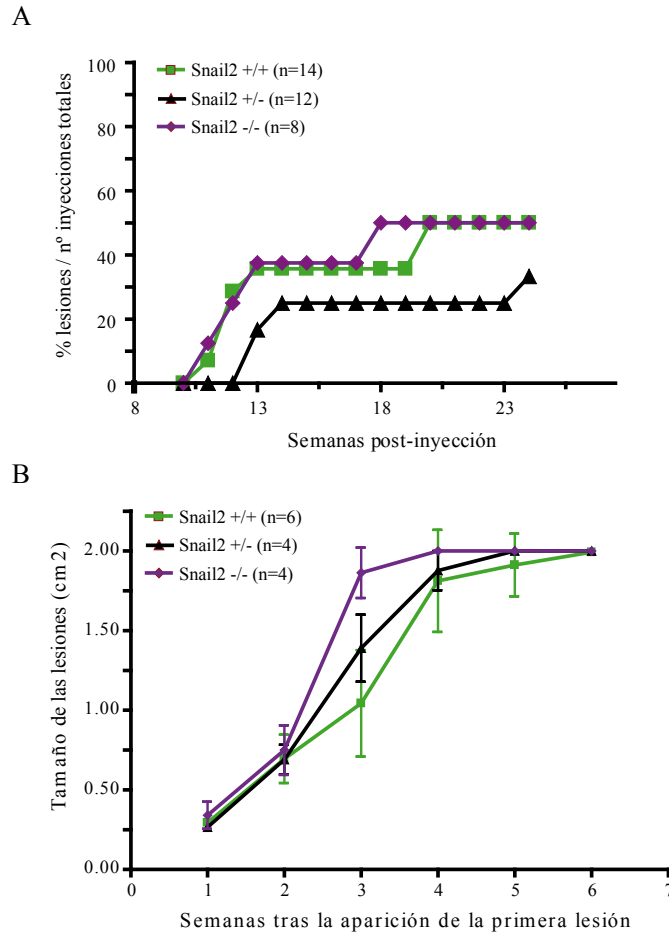 A
Snail2 +/+ (n=14)
Snail2 +/- (n=12)
Snail2 -/- (n=8)
% lesiones / nº inyecciones totales
100
80
60
40
20
0
8
13
18
23
Semanas post-inyección
B
Snail2 +/+ (n=6)
Snail2 +/- (n=4)
Snail2 -/- (n=4)
Tamaño de las lesiones (cm2)
2.00
1.50
1.00
0.50
0.00
0
1
2
3
4
5
6
7
Semanas tras la aparición de la primera lesión